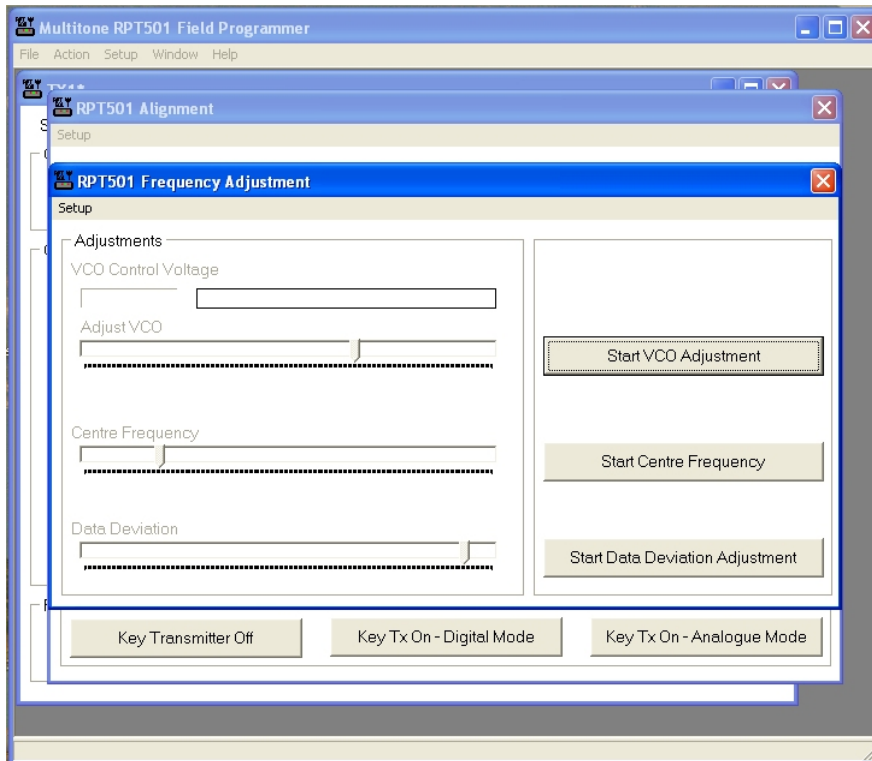 Multitone RPT501 Field Programmer
File Action Setup Window Help
RPT501 Alignment
Setup
RPT501 Frequency Adjustment
Setup
Adjustments
VCO Control Voltage
Adjust VCO
Start VCO Adjustment
Centre Frequency
Start Centre Frequency
Data Deviation
Start Data Deviation Adjustment
Key Transmitter Off
Key Tx On - Digital Mode
Key Tx On - Analogue Mode